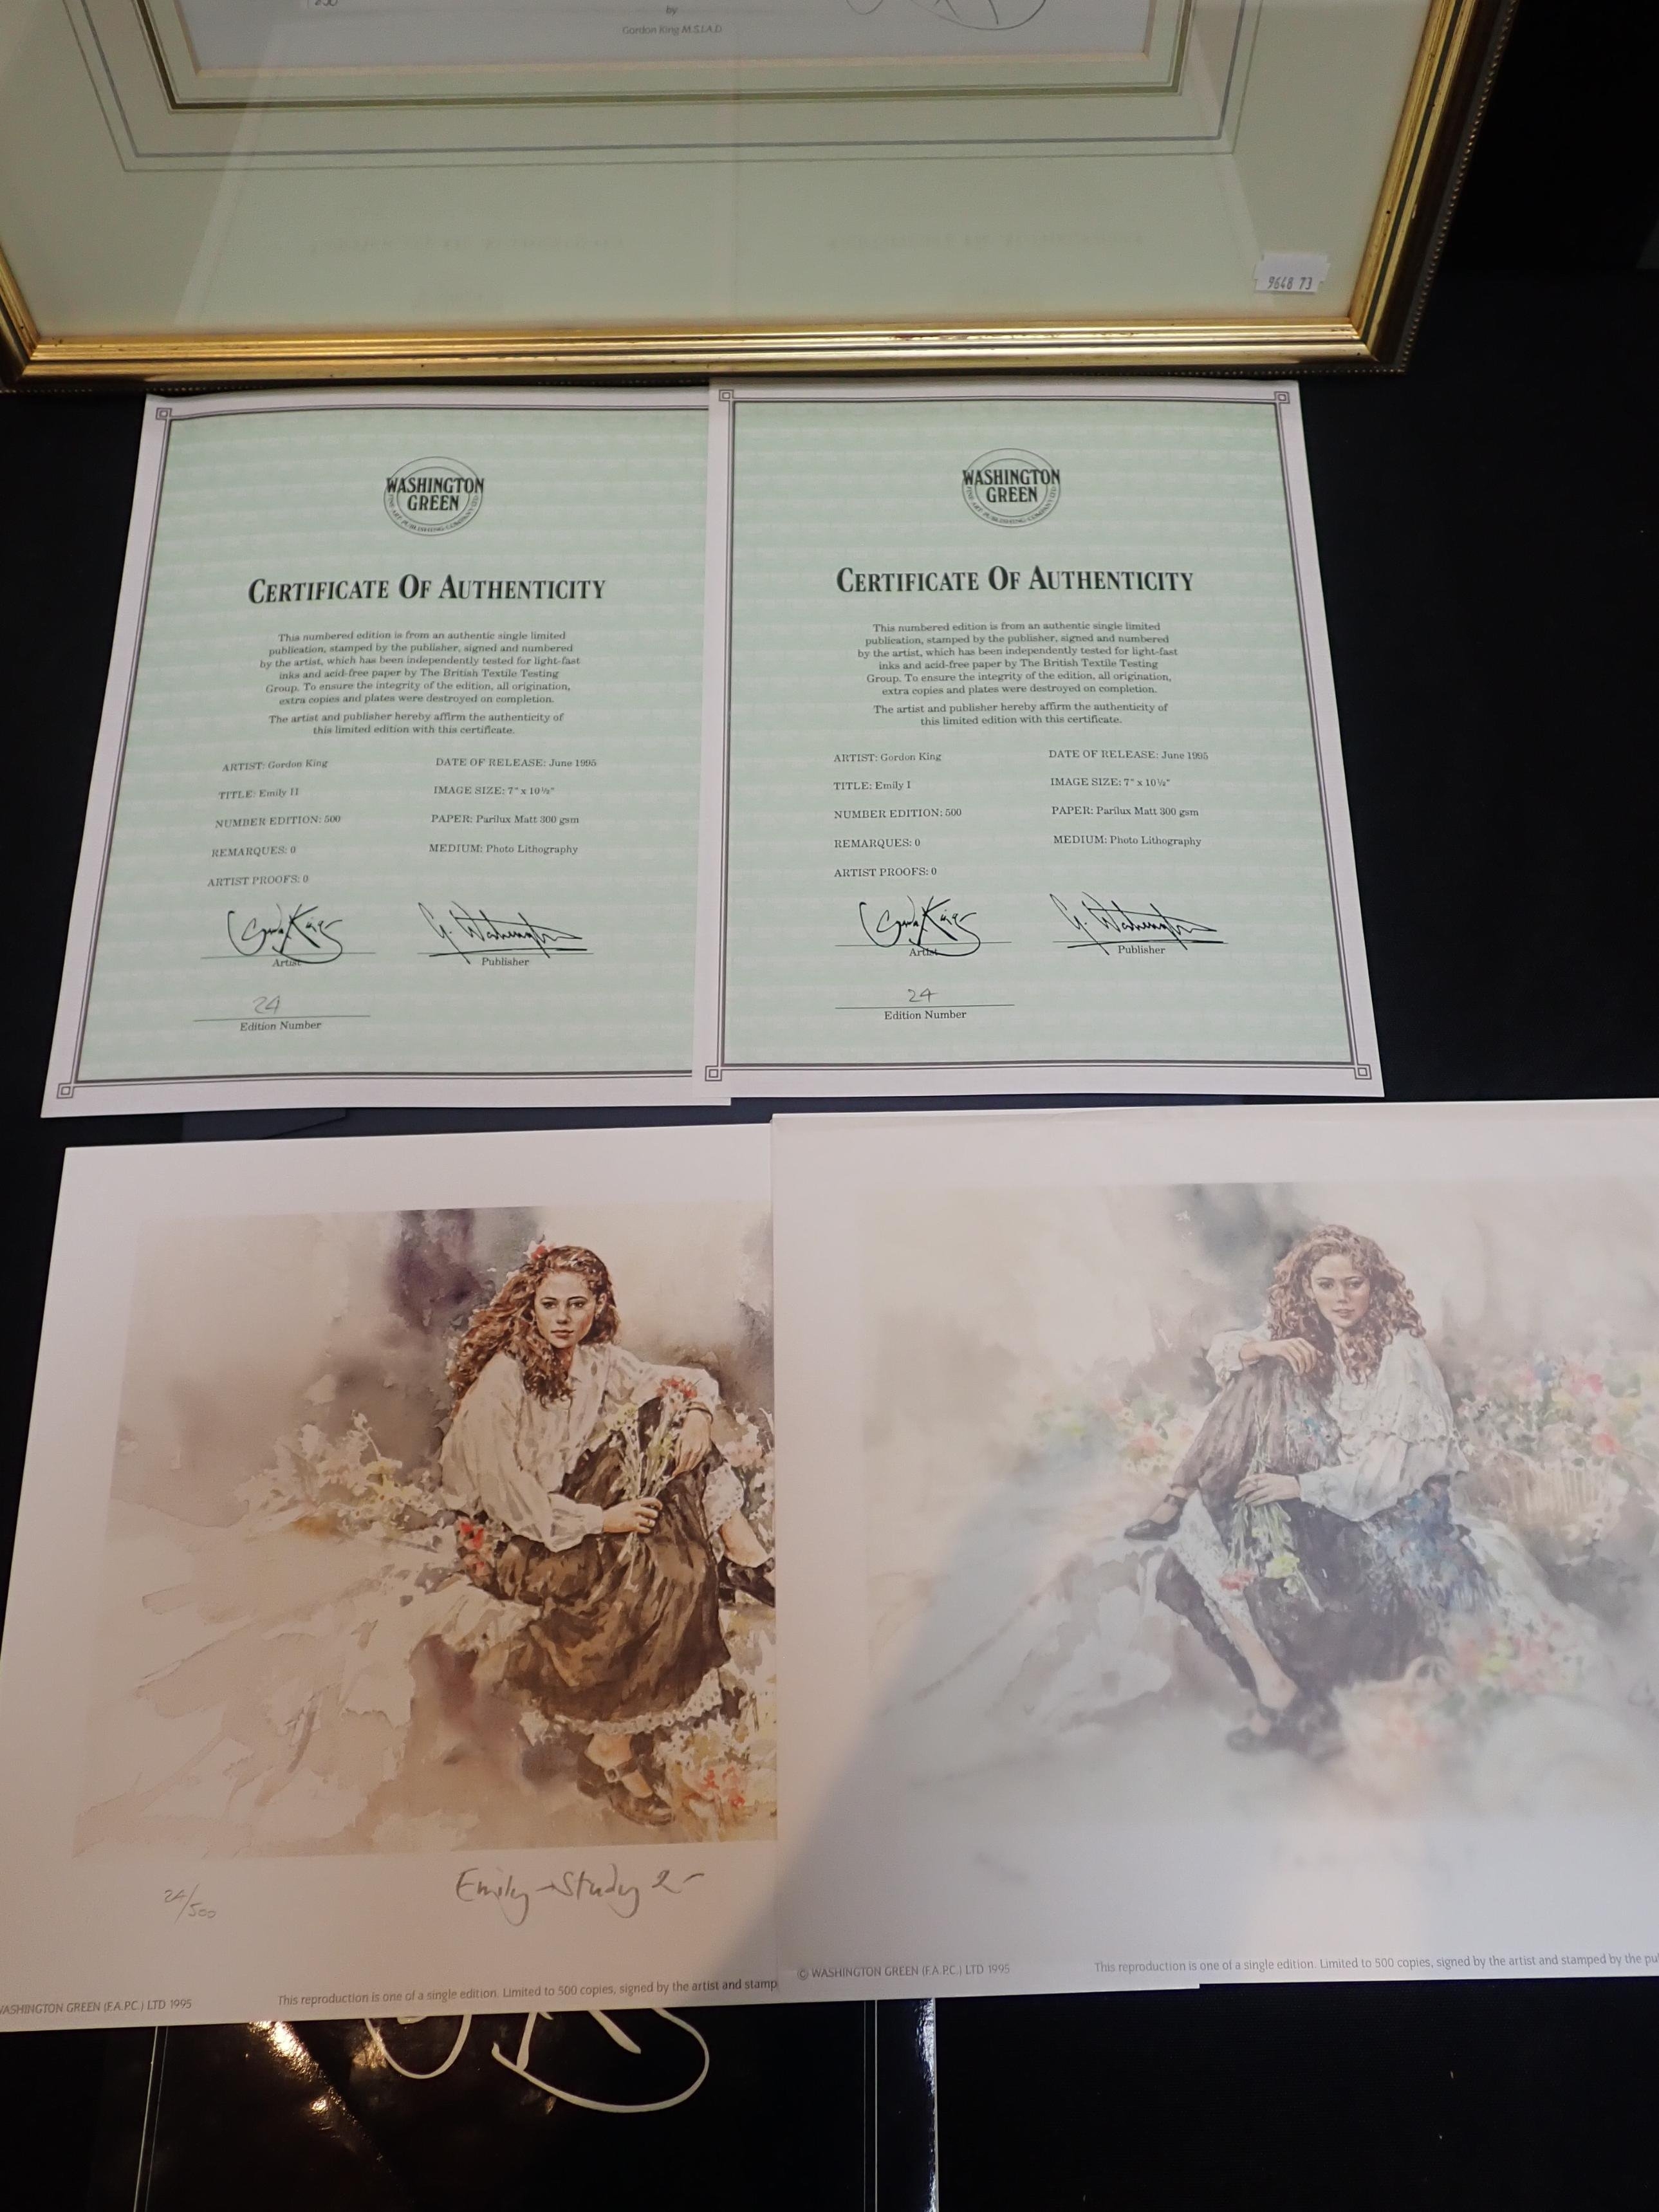 by
Gordon King M.S.I.A.D.
9648 73
WASHINGTON
GREEN
FINE ART PUBLISHING COMPANY LTD
CERTIFICATE OF AUTHENTICITY
This numbered edition is from an authentic single limited
publication, stamped by the publisher, signed and numbered
by the artist, which has been independently tested for light-fast
inks and acid-free paper by The British Textile Testing
Group. To ensure the integrity of the edition, all origination,
extra copies and plates were destroyed on completion.
The artist and publisher hereby affirm the authenticity of
this limited edition with this certificate.
ARTIST: Gordon King
DATE OF RELEASE: June 1995
TITLE: Emily II
IMAGE SIZE: 7" x 10½"
NUMBER EDITION: 500
PAPER: Parilux Matt 300 gsm
REMARQUES: 0
MEDIUM: Photo Lithography
ARTIST PROOFS: 0
Artist
Publisher
24
Edition Number
WASHINGTON
GREEN
FINE ART PUBLISHING COMPANY LTD
CERTIFICATE OF AUTHENTICITY
This numbered edition is from an authentic single limited
publication, stamped by the publisher, signed and numbered
by the artist, which has been independently tested for light-fast
inks and acid-free paper by The British Textile Testing
Group. To ensure the integrity of the edition, all origination,
extra copies and plates were destroyed on completion.
The artist and publisher hereby affirm the authenticity of
this limited edition with this certificate.
ARTIST: Gordon King
DATE OF RELEASE: June 1995
TITLE: Emily I
IMAGE SIZE: 7" x 10½"
NUMBER EDITION: 500
PAPER: Parilux Matt 300 gsm
REMARQUES: 0
MEDIUM: Photo Lithography
ARTIST PROOFS: 0
Artist
Publisher
24
Edition Number
24/500
Emily - Study 2 -
WASHINGTON GREEN (F.A.P.C.) LTD 1995
This reproduction is one of a single edition. Limited to 500 copies, signed by the artist and stamp
© WASHINGTON GREEN (F.A.P.C.) LTD 1995
This reproduction is one of a single edition. Limited to 500 copies, signed by the artist and stamped by the pu